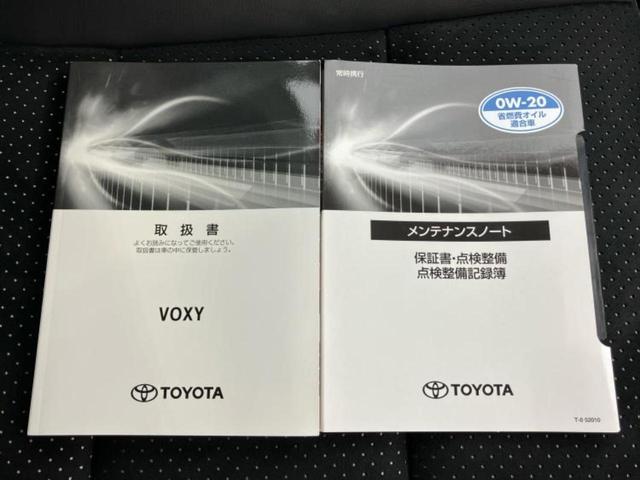 取扱書
よくお読みになってご使用ください。
取扱書は車の中に保管しましょう。
VOXY
TOYOTA
常時携行
0W-20
省燃費オイル
適合車
メンテナンスノート
保証書・点検整備
点検整備記録簿
TOYOTA
T-8 52010